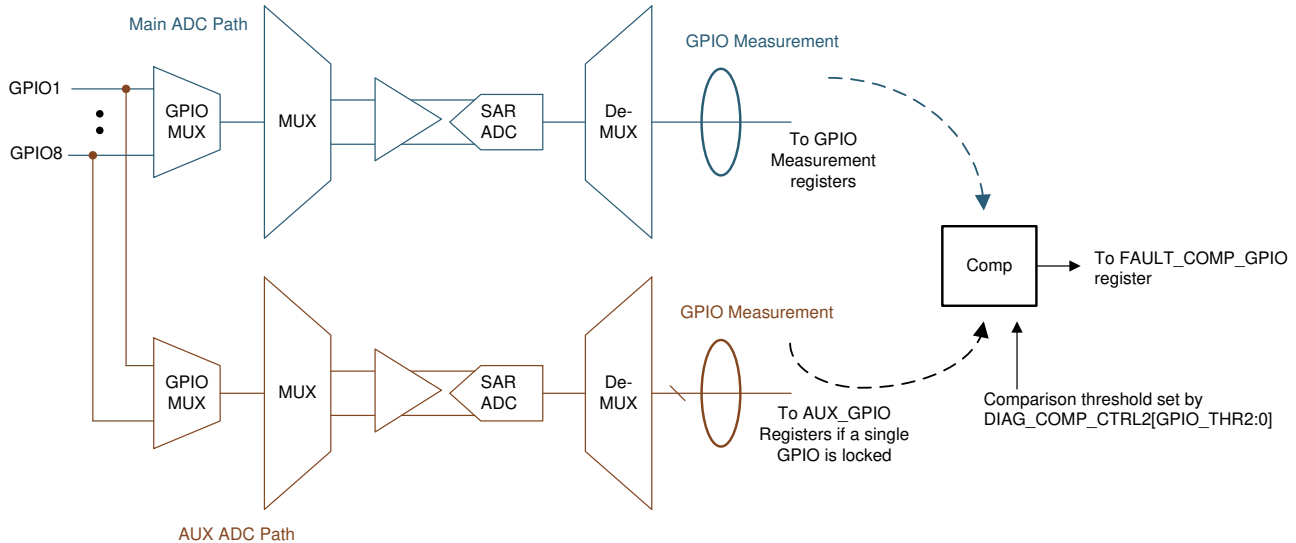 Main ADC Path
GPIO Measurement
GPIO1
GPIO8
GPIO
MUX
MUX
SAR
ADC
De-
MUX
To GPIO
Measurement
registers
Comp
To FAULT_COMP_GPIO
register
GPIO Measurement
GPIO
MUX
MUX
SAR
ADC
De-
MUX
To AUX_GPIO
Registers if a single
GPIO is locked
Comparison threshold set by
DIAG_COMP_CTRL2[GPIO_THR2:0]
AUX ADC Path